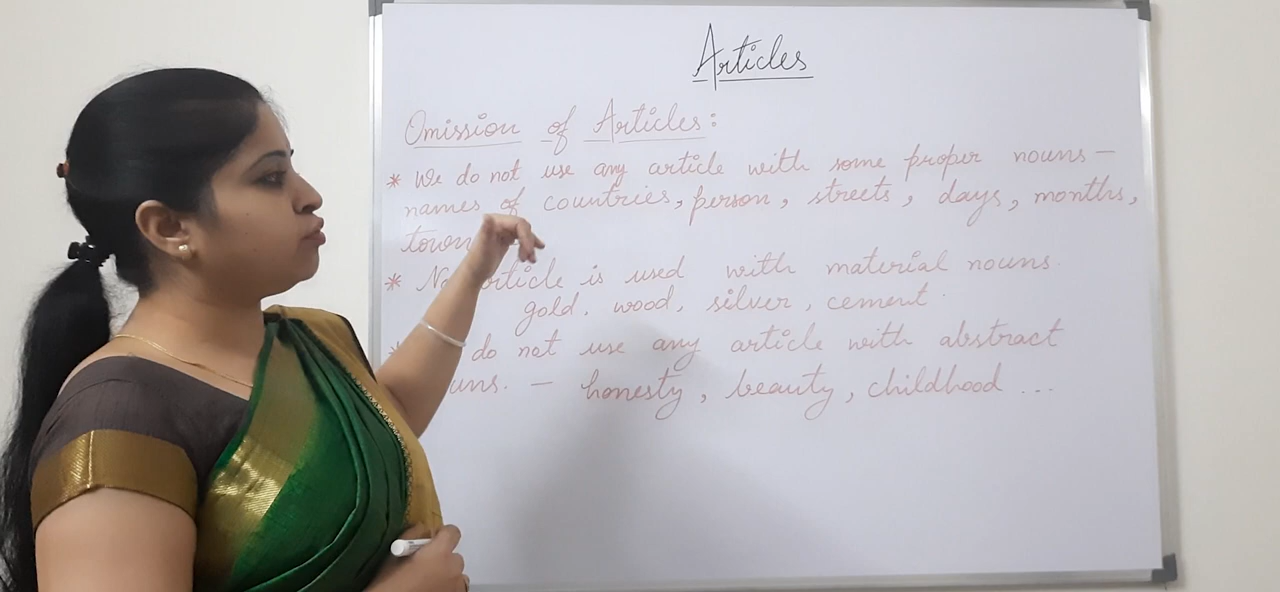 Articles
Omission of Articles:
* We do not use any article with some proper nouns —
names of countries, person, streets, days, months,
town
* No article is used with material nouns.
gold, wood, silver, cement.
do not use any article with abstract
uns. — honesty, beauty, childhood ...